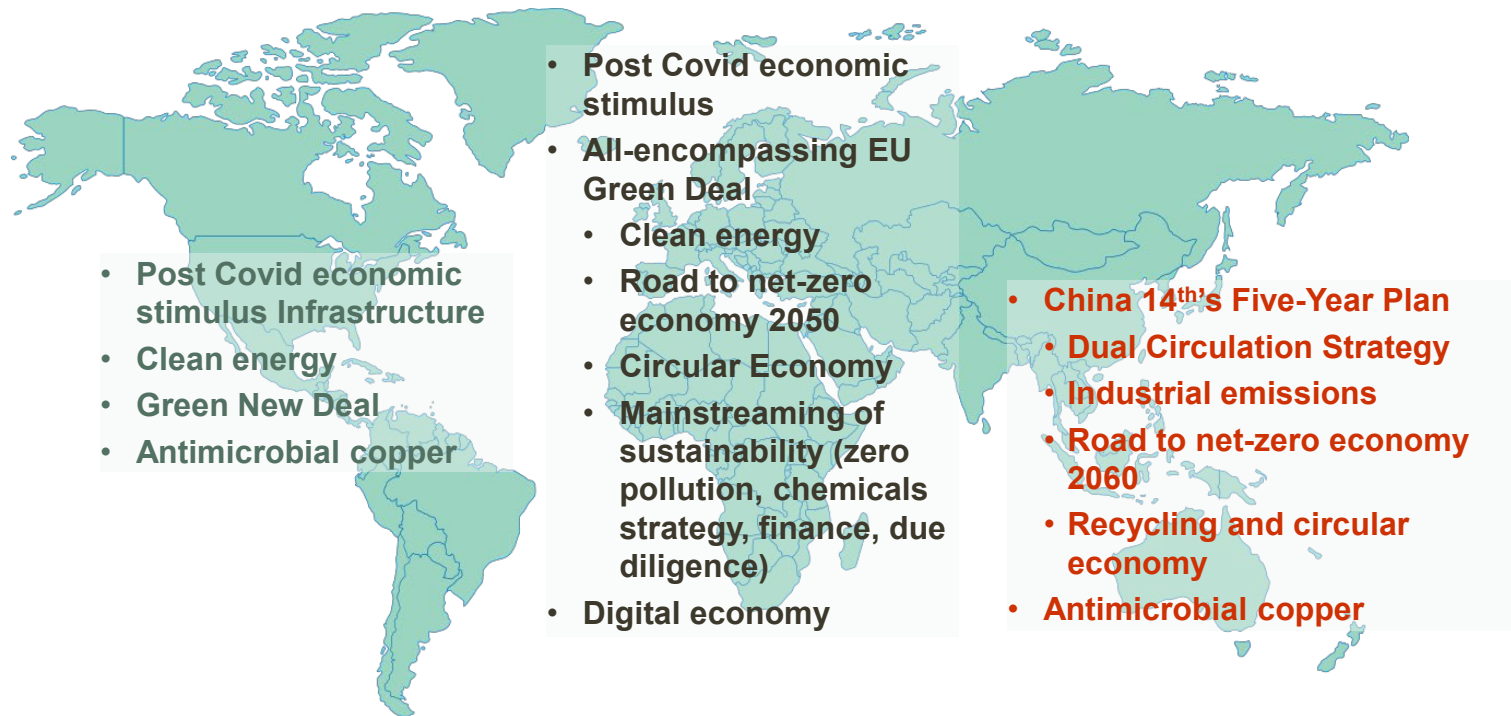 • Post Covid economic
stimulus Infrastructure
• Clean energy
• Green New Deal
• Antimicrobial copper
• Post Covid economic
stimulus
• All-encompassing EU
Green Deal
• Clean energy
• Road to net-zero
economy 2050
• Circular Economy
• Mainstreaming of
sustainability (zero
pollution, chemicals
strategy, finance, due
diligence)
• Digital economy
• China 14th's Five-Year Plan
• Dual Circulation Strategy
• Industrial emissions
• Road to net-zero economy
2060
• Recycling and circular
economy
• Antimicrobial copper